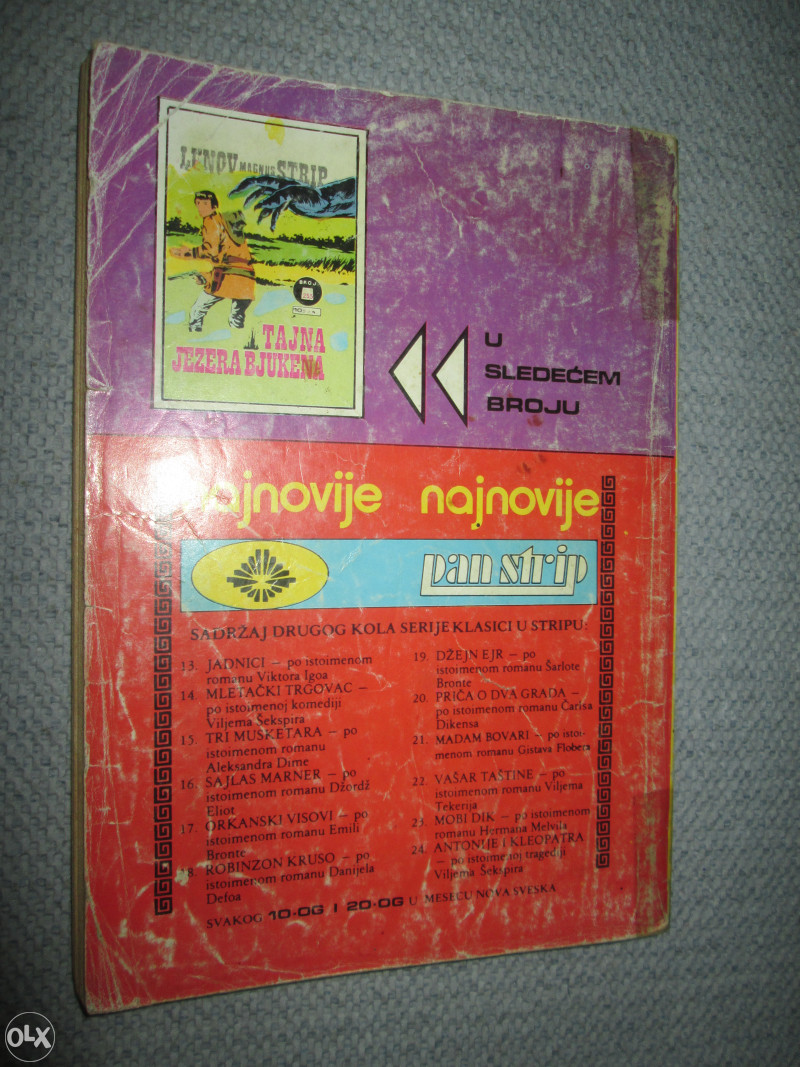 LUNOV MAGNUS STRIP
BROJ
TAJNA
JEZERA BJUKENA
U
SLEDEĆEM
BROJU
najnovije
pan strip
SADRŽAJ DRUGOG KOLA SERIJE KLASICI U STRIPU:
13. JADNICI – po istoimenom
romanu Viktora Igoa
14. MLETAČKI TRGOVAC –
po istoimenoj komediji
Viljema Šekspira
15. TRI MUSKETARA – po
istoimenom romanu
Aleksandra Dime
16. SAJLAS MARNER – po
istoimenom romanu Džordž
Eliot
17. ORKANSKI VISOVI – po
istoimenom romanu Emili
Bronte
18. ROBINZON KRUSO – po
istoimenom romanu Danijela
Defoa
19. DŽEJN EJR – po
istoimenom romanu Šarlote
Bronte
20. PRIČA O DVA GRADA –
po istoimenom romanu Čarlsa
Dikensa
21. MADAM BOVARI – po istoi-
menom romanu Gistava Flobera
22. VAŠAR TAŠTINE – po
istoimenom romanu Viljema
Tekerija
23. MOBI DIK – po istoimenom
romanu Hermana Melvila
24. ANTONIJE I KLEOPATRA
– po istoimenoj tragediji
Viljema Šekspira
SVAKOG 10-OG I 20-OG U MESECU NOVA SVESKA
OLX